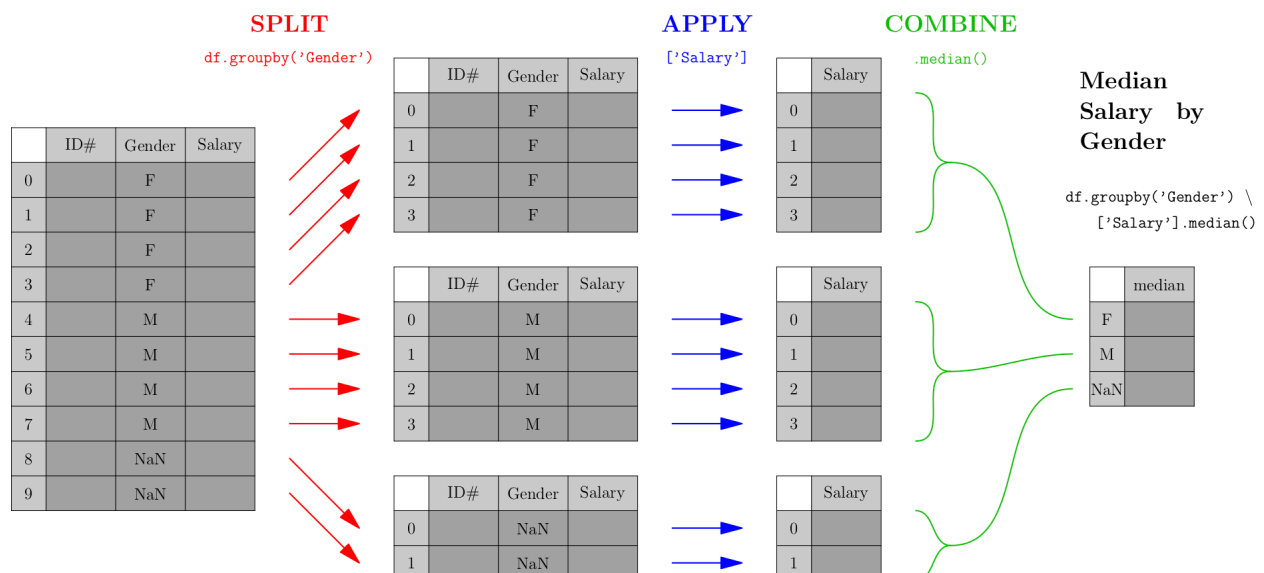 SPLIT
APPLY
COMBINE
df.groupby('Gender')
['Salary']
.median()
Median
Salary by
Gender
df.groupby('Gender') \
['Salary'].median()
ID# Gender Salary
0 F
1 F
2 F
3 F
4 M
5 M
6 M
7 M
8 NaN
9 NaN
ID# Gender Salary
0 F
1 F
2 F
3 F
ID# Gender Salary
0 M
1 M
2 M
3 M
ID# Gender Salary
0 NaN
1 NaN
Salary
0
1
2
3
Salary
0
1
2
3
Salary
0
1
median
F
M
NaN